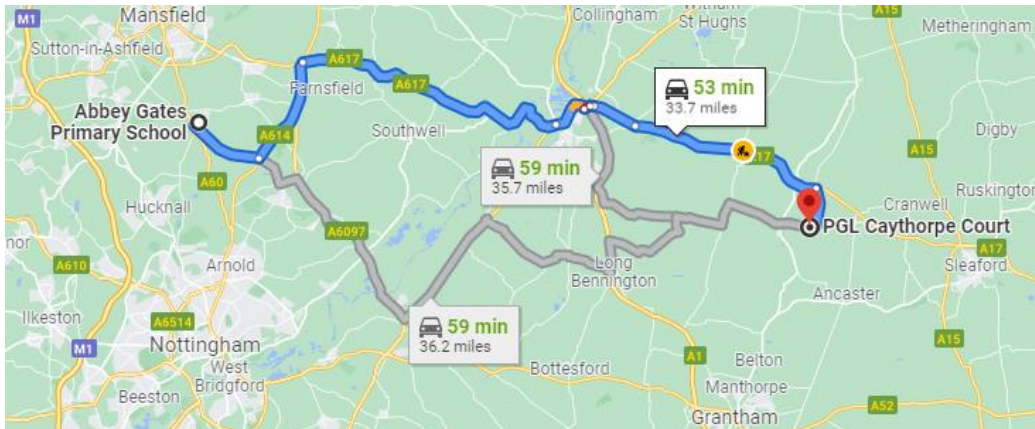 M1
Mansfield
Collingham
St Hughs
A15
Metheringham
Sutton-in-Ashfield
A617
A617
Farnsfield
53 min
33.7 miles
Abbey Gates
Primary School
A614
Southwell
17
Digby
A15
59 min
35.7 miles
A60
Hucknall
Cranwell
Ruskington
PGL Caythorpe Court
A6097
A610
Arnold
A17
Sleaford
Long
Bennington
Ancaster
Ilkeston
A6514
59 min
36.2 miles
A15
M1
Nottingham
West
Bridgford
Bottesford
A1
Belton
Beeston
Manthorpe
A52
Grantham